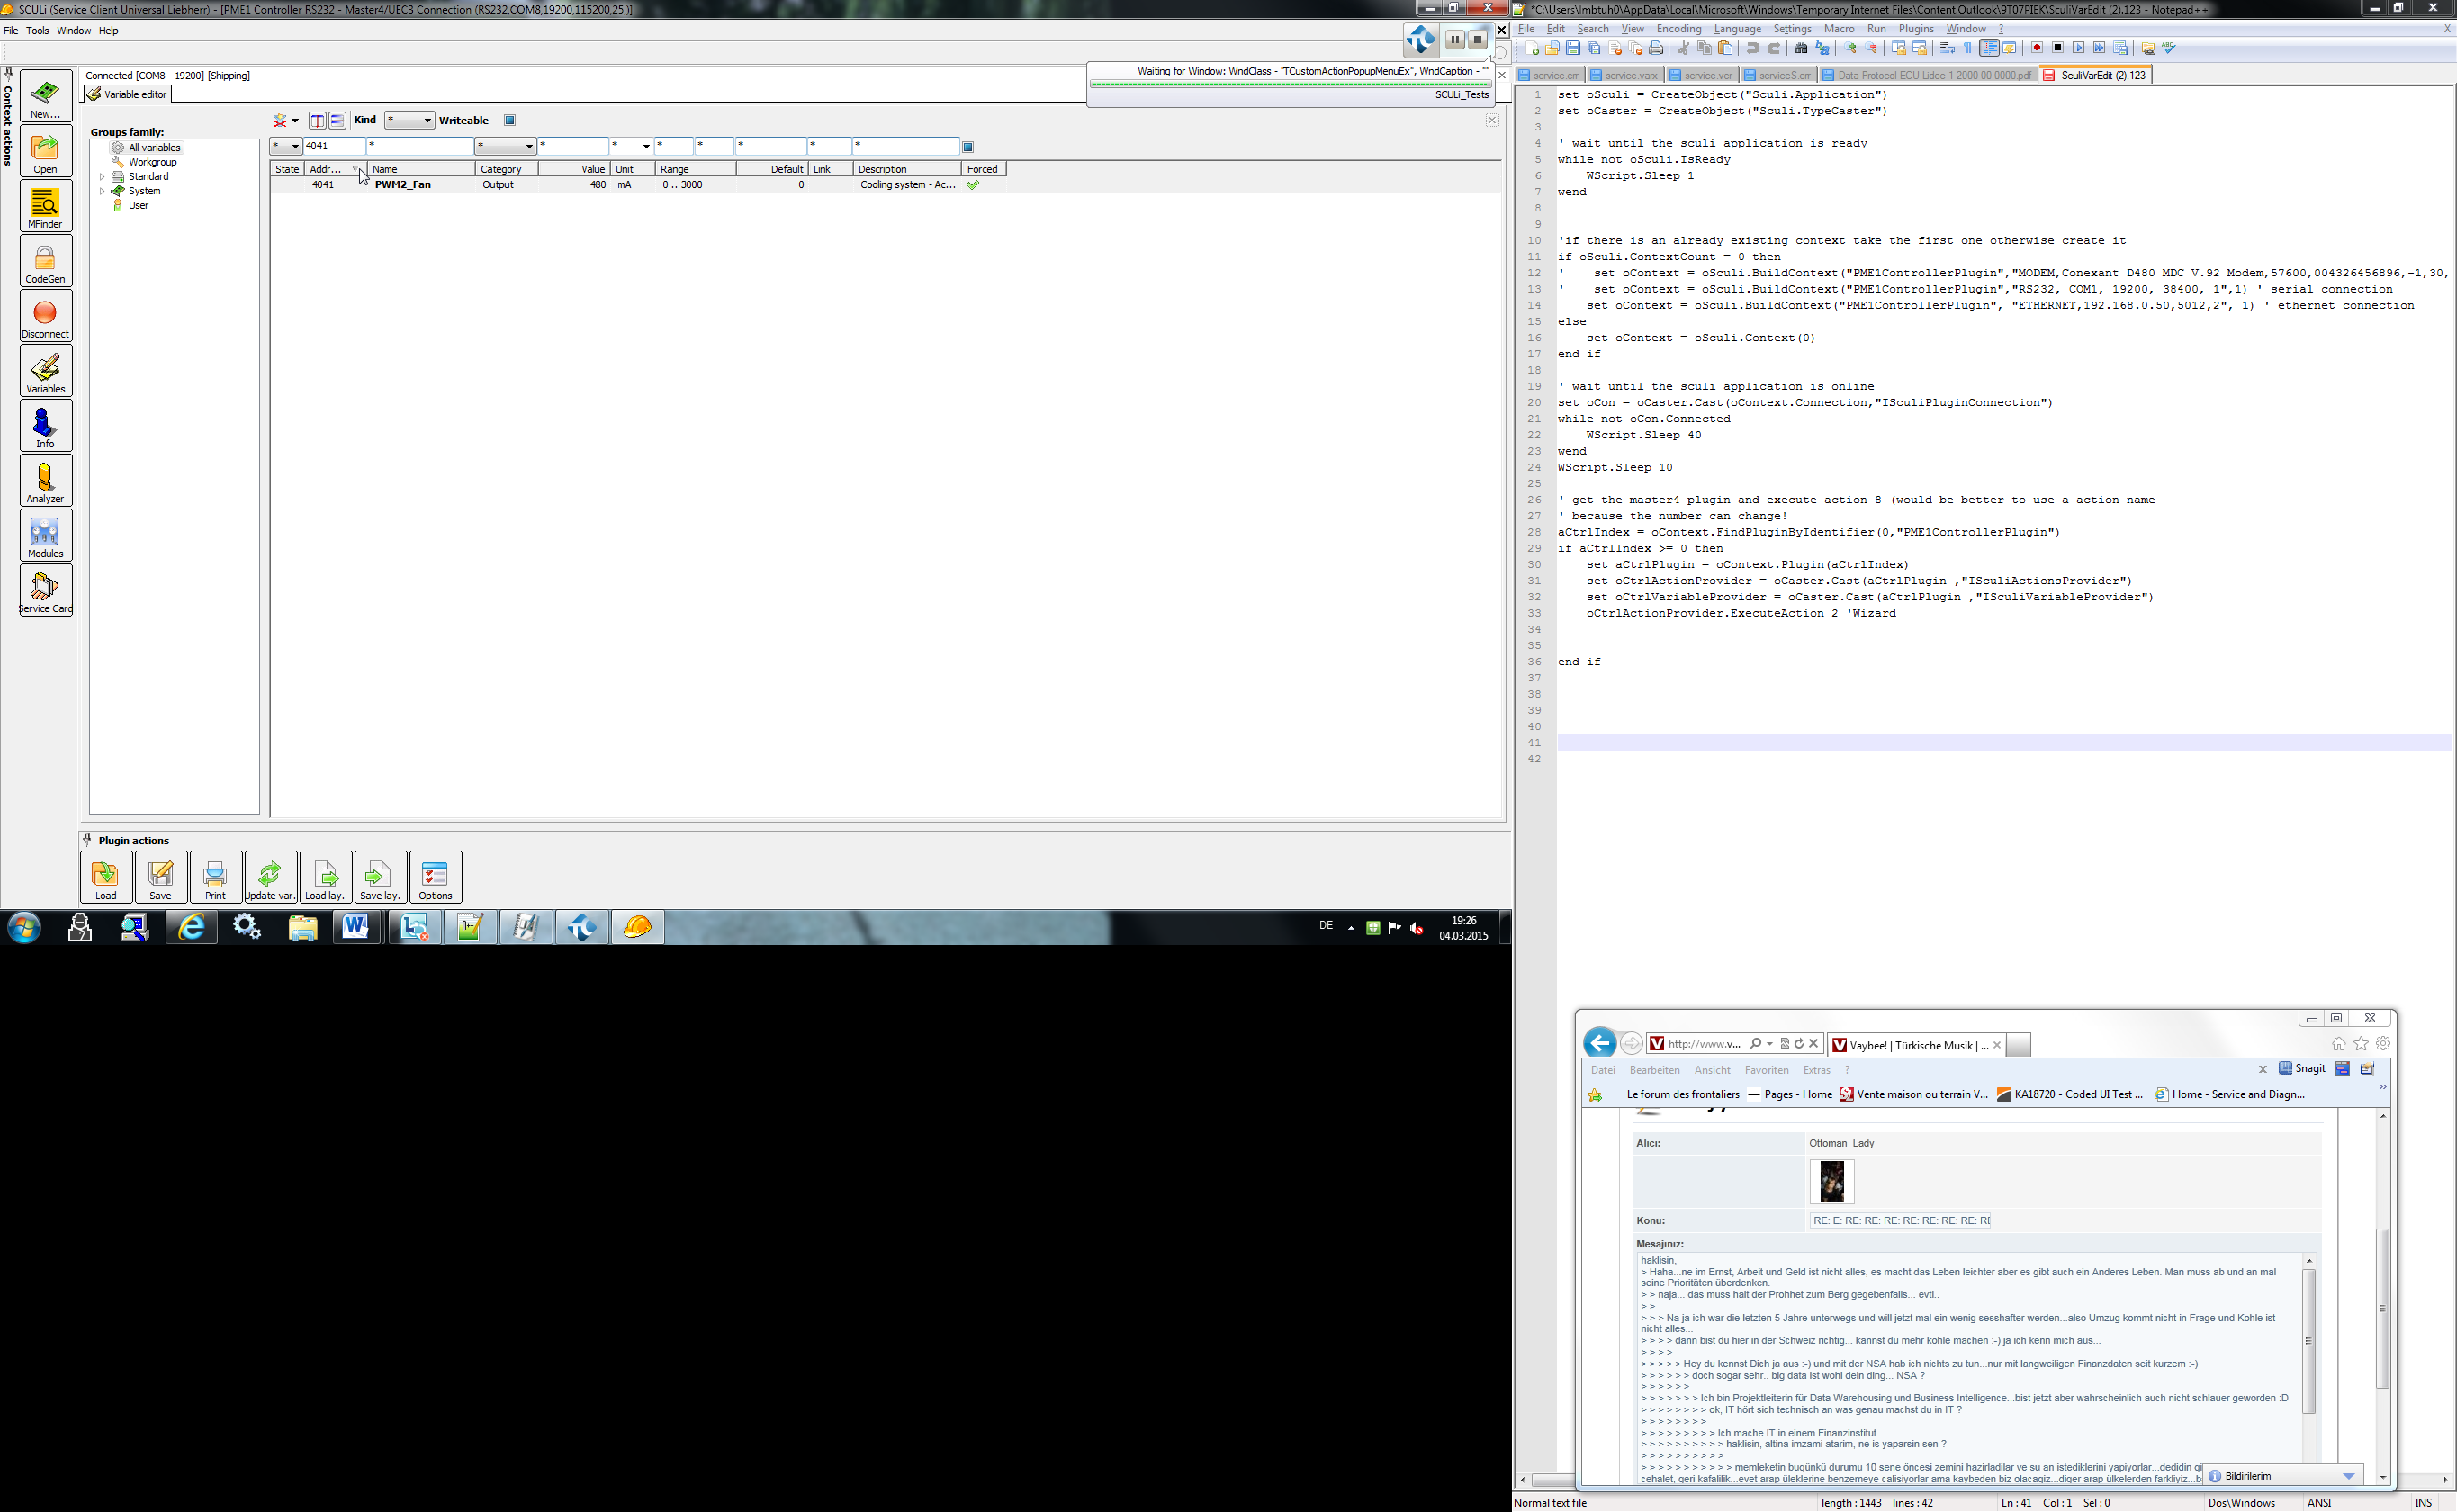 SCULi (Service Client Universal Liebherr) - [PME1 Controller RS232 - Master4/UEC3 Connection (RS232,COM8,19200,115200,25,)]
File Tools Window Help
Waiting for Window: WndClass - "TCustomActionPopupMenuEx", WndCaption - ""
SCULi_Tests
Context actions
Connected [COM8 - 19200] [Shipping]
Variable editor
New...
Open
MFinder
CodeGen
Disconnect
Variables
Info
Analyzer
Modules
Service Card
Groups family:
All variables
Workgroup
Standard
System
User
Kind * Writeable
* 4041 * * * * * * * * *
State Addr... Name Category Value Unit Range Default Link Description Forced
4041 PWM2_Fan Output 480 mA 0 .. 3000 0 Cooling system - Ac...
Plugin actions
Load Save Print Update var. Load lay. Save lay. Options
DE 19:26
04.03.2015
*C:\Users\lmbtuh0\AppData\Local\Microsoft\Windows\Temporary Internet Files\Content.Outlook\9T07PIEK\SculiVarEdit (2).123 - Notepad++
File Edit Search View Encoding Language Settings Macro Run Plugins Window ? X
service.err service.varx service.ver serviceS.err Data Protocol ECU Lidec 1 2000 00 0000.pdf SculiVarEdit (2).123
1 set oSculi = CreateObject("Sculi.Application")
2 set oCaster = CreateObject("Sculi.TypeCaster")
3
4 ' wait until the sculi application is ready
5 while not oSculi.IsReady
6 WScript.Sleep 1
7 wend
8
9
10 'if there is an already existing context take the first one otherwise create it
11 if oSculi.ContextCount = 0 then
12 ' set oContext = oSculi.BuildContext("PME1ControllerPlugin","MODEM,Conexant D480 MDC V.92 Modem,57600,004326456896,-1,30,
13 ' set oContext = oSculi.BuildContext("PME1ControllerPlugin","RS232, COM1, 19200, 38400, 1",1) ' serial connection
14 set oContext = oSculi.BuildContext("PME1ControllerPlugin", "ETHERNET,192.168.0.50,5012,2", 1) ' ethernet connection
15 else
16 set oContext = oSculi.Context(0)
17 end if
18
19 ' wait until the sculi application is online
20 set oCon = oCaster.Cast(oContext.Connection,"ISculiPluginConnection")
21 while not oCon.Connected
22 WScript.Sleep 40
23 wend
24 WScript.Sleep 10
25
26 ' get the master4 plugin and execute action 8 (would be better to use a action name
27 ' because the number can change!
28 aCtrlIndex = oContext.FindPluginByIdentifier(0,"PME1ControllerPlugin")
29 if aCtrlIndex >= 0 then
30 set aCtrlPlugin = oContext.Plugin(aCtrlIndex)
31 set oCtrlActionProvider = oCaster.Cast(aCtrlPlugin ,"ISculiActionsProvider")
32 set oCtrlVariableProvider = oCaster.Cast(aCtrlPlugin ,"ISculiVariableProvider")
33 oCtrlActionProvider.ExecuteAction 2 'Wizard
34
35
36 end if
37
38
39
40
41
42
http://www.v... Vaybee! | Türkische Musik | ...
Datei Bearbeiten Ansicht Favoriten Extras ?
x Snagit
Le forum des frontaliers Pages - Home Vente maison ou terrain V... KA18720 - Coded UI Test ... Home - Service and Diagn...
Alıcı: Ottoman_Lady
Konu: RE: E: RE: RE: RE: RE: RE: RE: RE: RE
Mesajınız:
haklisin,
> Haha...ne im Ernst, Arbeit und Geld ist nicht alles, es macht das Leben leichter aber es gibt auch ein Anderes Leben. Man muss ab und an mal
seine Prioritäten überdenken.
> > naja... das muss halt der Prohhet zum Berg gegebenfalls... evtl..
> >
> > > Na ja ich war die letzten 5 Jahre unterwegs und will jetzt mal ein wenig sesshafter werden...also Umzug kommt nicht in Frage und Kohle ist
nicht alles...
> > > > dann bist du hier in der Schweiz richtig... kannst du mehr kohle machen :-) ja ich kenn mich aus...
> > > >
> > > > > Hey du kennst Dich ja aus :-) und mit der NSA hab ich nichts zu tun...nur mit langweiligen Finanzdaten seit kurzem :-)
> > > > > > doch sogar sehr.. big data ist wohl dein ding... NSA ?
> > > > > >
> > > > > > > Ich bin Projektleiterin für Data Warehousing und Business Intelligence...bist jetzt aber wahrscheinlich auch nicht schlauer geworden :D
> > > > > > > > ok, IT hört sich technisch an was genau machst du in IT ?
> > > > > > > >
> > > > > > > > > Ich mache IT in einem Finanzinstitut.
> > > > > > > > > > haklisin, altina imzami atarim, ne is yaparsin sen ?
> > > > > > > > > >
> > > > > > > > > > > memleketin bugünkü durumu 10 sene öncesi zemini hazirladilar ve su an istediklerini yapiyorlar...dedidin gi
cehalet, geri kafalilik...evet arap üleklerine benzemeye calisiyorlar ama kaybeden biz olacagiz...diger arap ülkelerden farkliyiz...b
Bildirilerim
Normal text file length : 1443 lines : 42 Ln : 41 Col : 1 Sel : 0 Dos\Windows ANSI INS